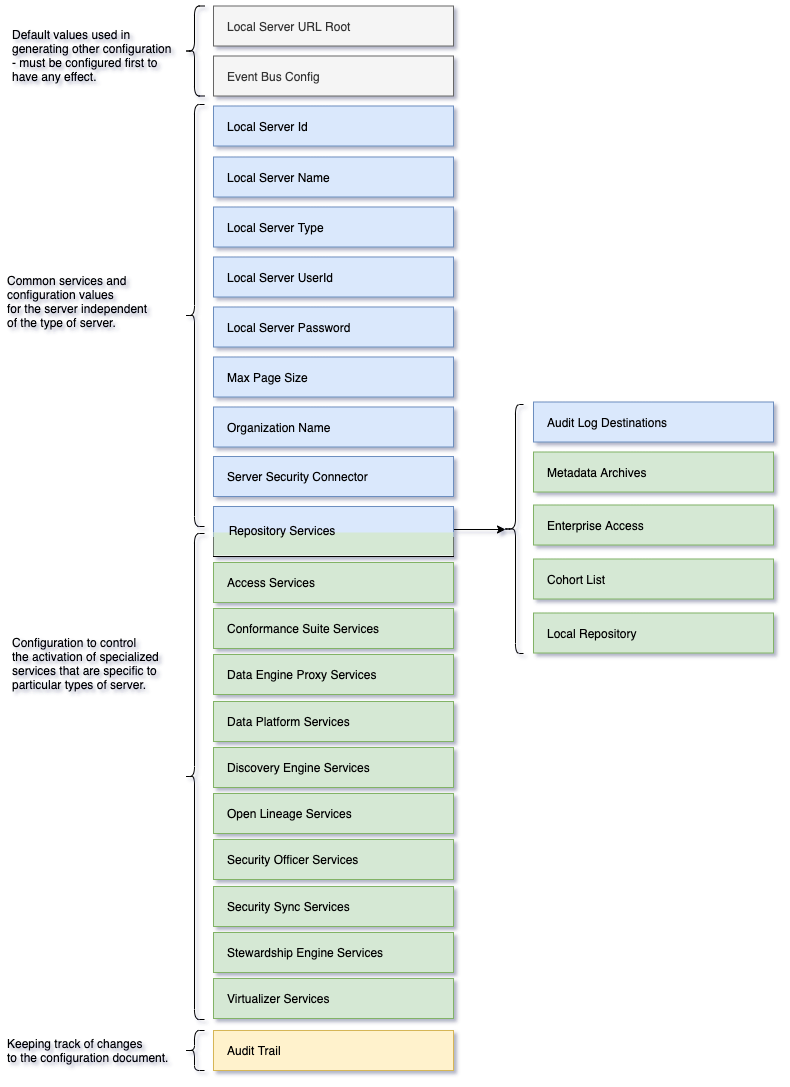 Default values used in
generating other configuration
- must be configured first to
have any effect.
Local Server URL Root
Event Bus Config
Common services and
configuration values
for the server independent
of the type of server.
Local Server Id
Local Server Name
Local Server Type
Local Server UserId
Local Server Password
Max Page Size
Organization Name
Server Security Connector
Repository Services
Audit Log Destinations
Metadata Archives
Enterprise Access
Cohort List
Local Repository
Configuration to control
the activation of specialized
services that are specific to
particular types of server.
Access Services
Conformance Suite Services
Data Engine Proxy Services
Data Platform Services
Discovery Engine Services
Open Lineage Services
Security Officer Services
Security Sync Services
Stewardship Engine Services
Virtualizer Services
Keeping track of changes
to the configuration document.
Audit Trail